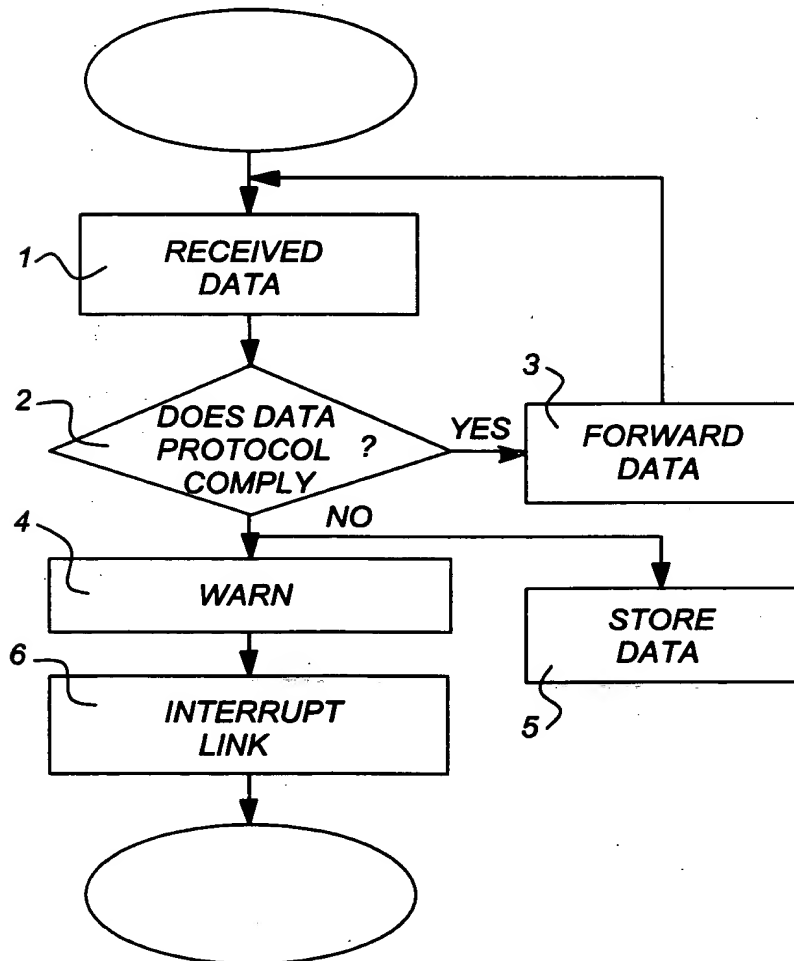 1
RECEIVED
DATA
2
DOES DATA
PROTOCOL ?
COMPLY
YES
3
FORWARD
DATA
NO
4
WARN
STORE
DATA
5
6
INTERRUPT
LINK